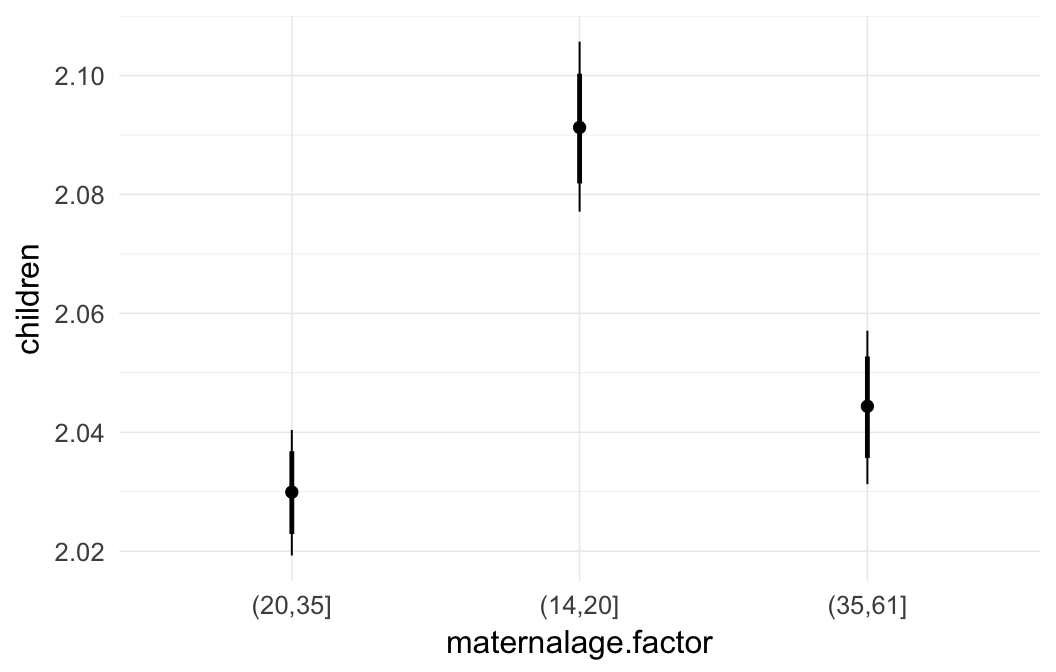 children
2.10
2.08
2.06
2.04
2.02
(20,35] (14,20] (35,61]
maternalage.factor